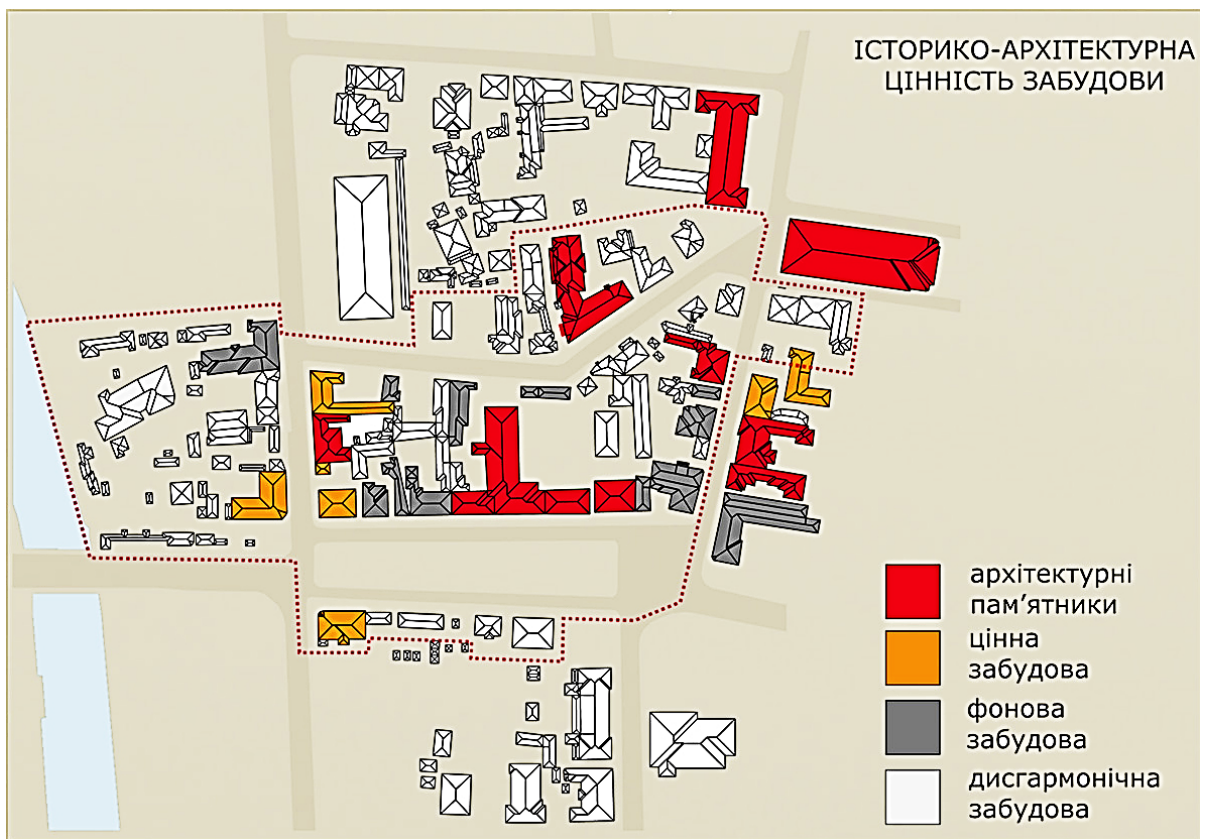 ІСТОРИКО-АРХІТЕКТУРНА
ЦІННІСТЬ ЗАБУДОВИ
архітектурні
пам’ятники
цінна
забудова
фонова
забудова
дисгармонічна
забудова